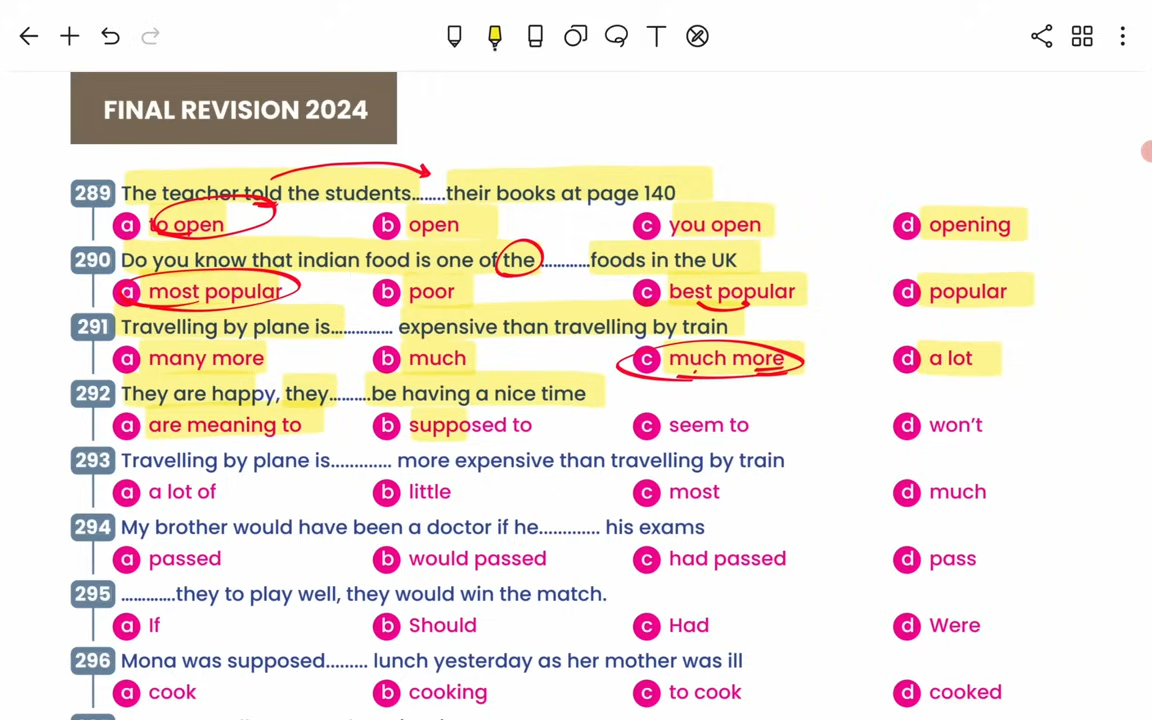 FINAL REVISION 2024
289 The teacher told the students........their books at page 140
a to open b open c you open d opening
290 Do you know that indian food is one of the ............foods in the UK
a most popular b poor c best popular d popular
291 Travelling by plane is............... expensive than travelling by train
a many more b much c much more d a lot
292 They are happy, they..........be having a nice time
a are meaning to b supposed to c seem to d won't
293 Travelling by plane is............. more expensive than travelling by train
a a lot of b little c most d much
294 My brother would have been a doctor if he............. his exams
a passed b would passed c had passed d pass
295 .............they to play well, they would win the match.
a If b Should c Had d Were
296 Mona was supposed......... lunch yesterday as her mother was ill
a cook b cooking c to cook d cooked